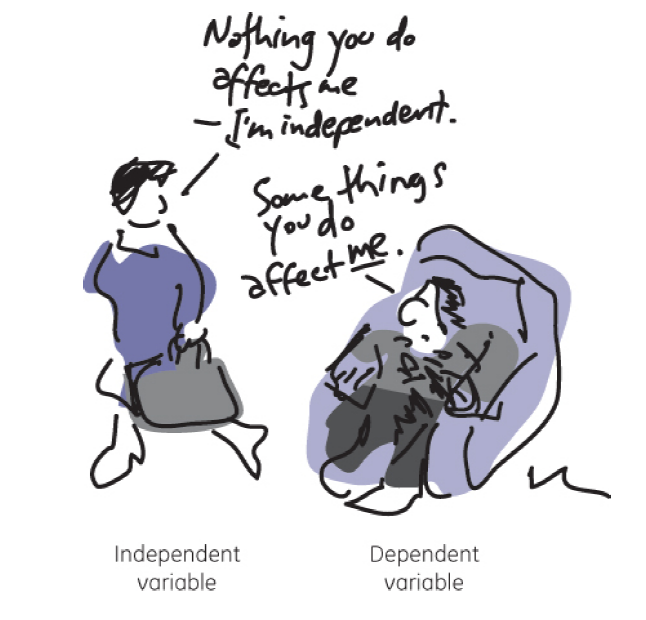 Nothing you do
affects me
– I'm independent.
Some things
you do
affect me.
Independent
variable
Dependent
variable